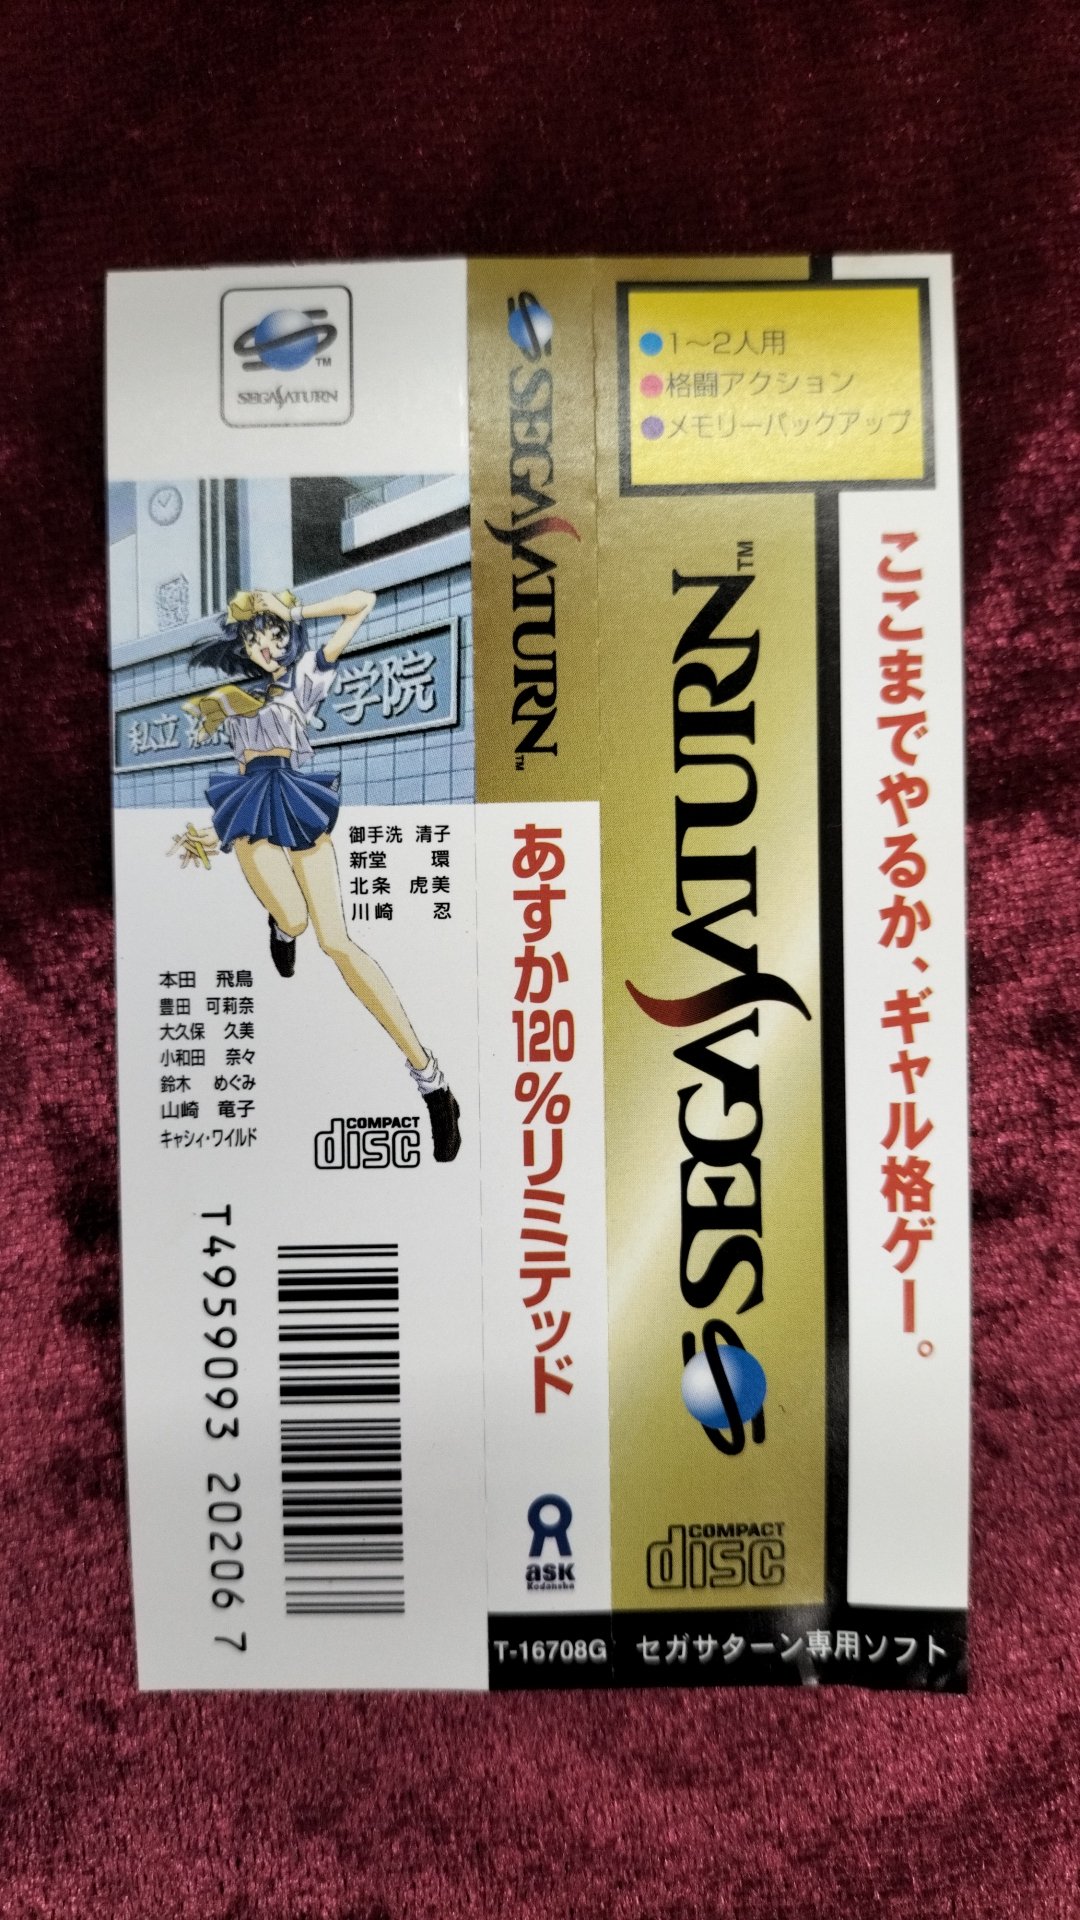 SEGA SATURN
TM
私立
学院
御手洗 清子
新堂 環
北条 虎美
川崎 忍
本田 飛鳥
豊田 可莉奈
大久保 久美
小和田 奈々
鈴木 めぐみ
山崎 竜子
キャシィ・ワイルド
COMPACT
disc
T4959093 20206 7
SEGA SATURN
TM
あすか120%リミテッド
ask
Kodansha
T-16708G
1〜2人用
格闘アクション
メモリーバックアップ
SEGA SATURN
TM
COMPACT
disc
セガサターン専用ソフト
ここまでやるか、ギャル格ゲー。